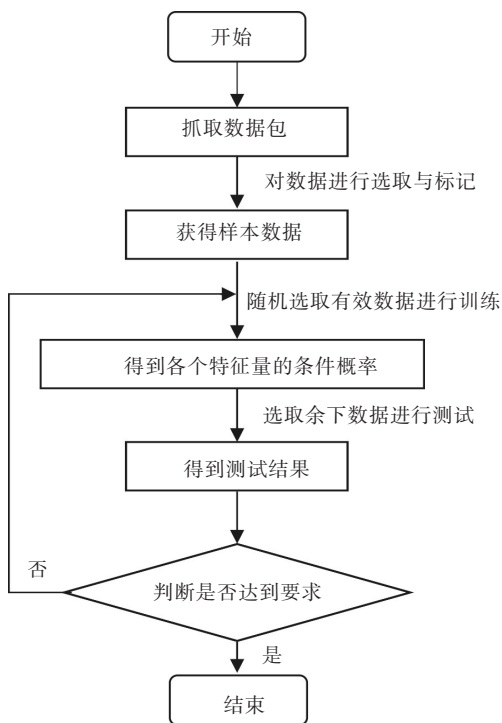 开始
抓取数据包
对数据进行选取与标记
获得样本数据
随机选取有效数据进行训练
得到各个特征量的条件概率
选取余下数据进行测试
得到测试结果
否
判断是否达到要求
是
结束